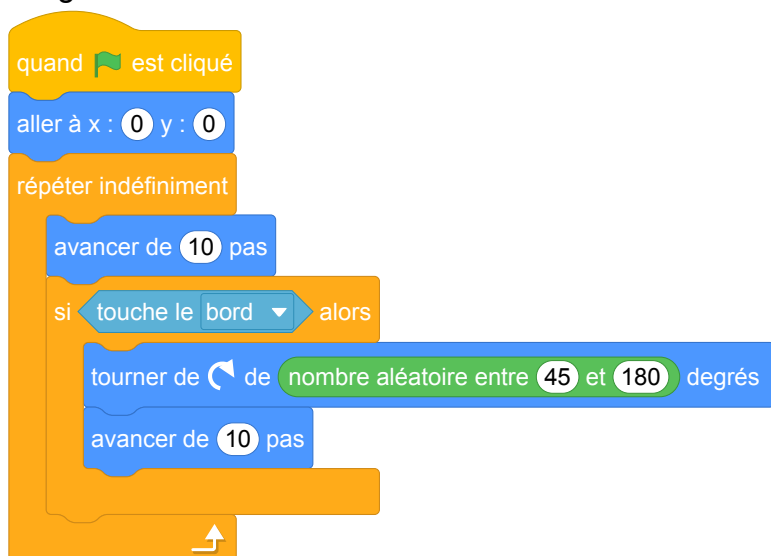 quand est cliqué
aller à x : 0 y : 0
répéter indéfiniment
avancer de 10 pas
si touche le bord alors
tourner de de nombre aléatoire entre 45 et 180 degrés
avancer de 10 pas